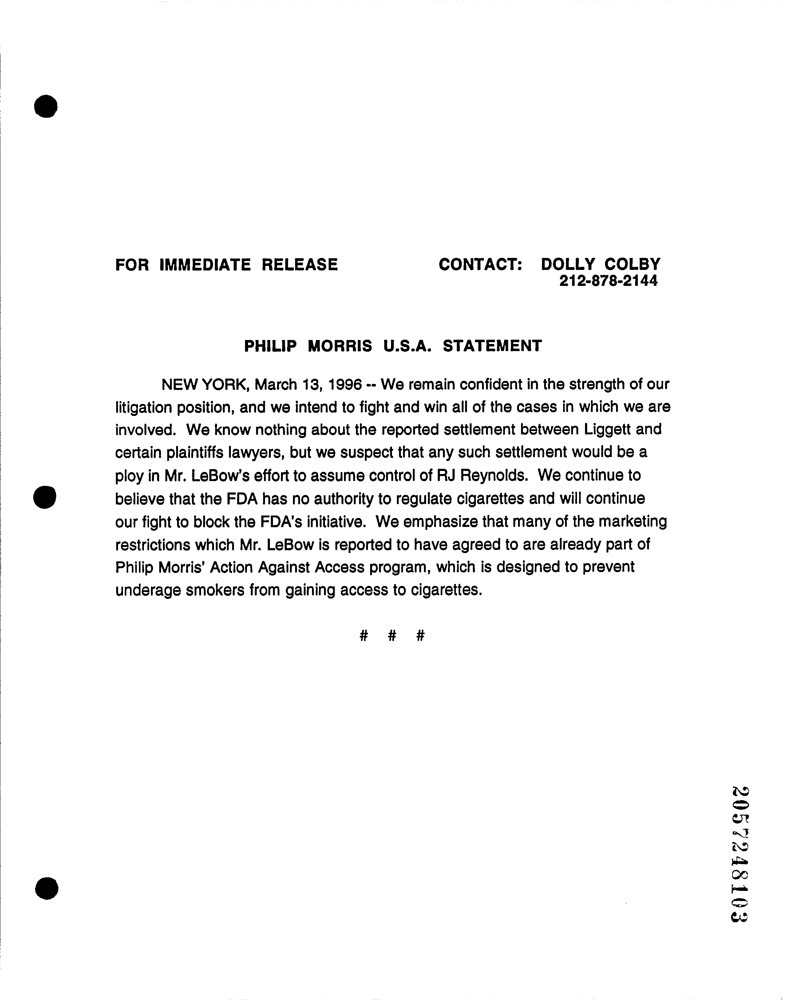 FOR IMMEDIATE RELEASE CONTACT: DOLLY COLBY
212-878-2144
PHILIP MORRIS U.S.A. STATEMENT
NEW YORK, March 13, 1996 -- We remain confident in the strength of our
litigation position, and we intend to fight and win all of the cases in which we are
involved. We know nothing about the reported settlement between Liggett and
certain plaintiffs lawyers, but we suspect that any such settlement would be a
ploy in Mr. LeBow's effort to assume control of RJ Reynolds. We continue to
believe that the FDA has no authority to regulate cigarettes and will continue
our fight to block the FDA's initiative. We emphasize that many of the marketing
restrictions which Mr. LeBow is reported to have agreed to are already part of
Philip Morris' Action Against Access program, which is designed to prevent
underage smokers from gaining access to cigarettes.
# # #
2057248103